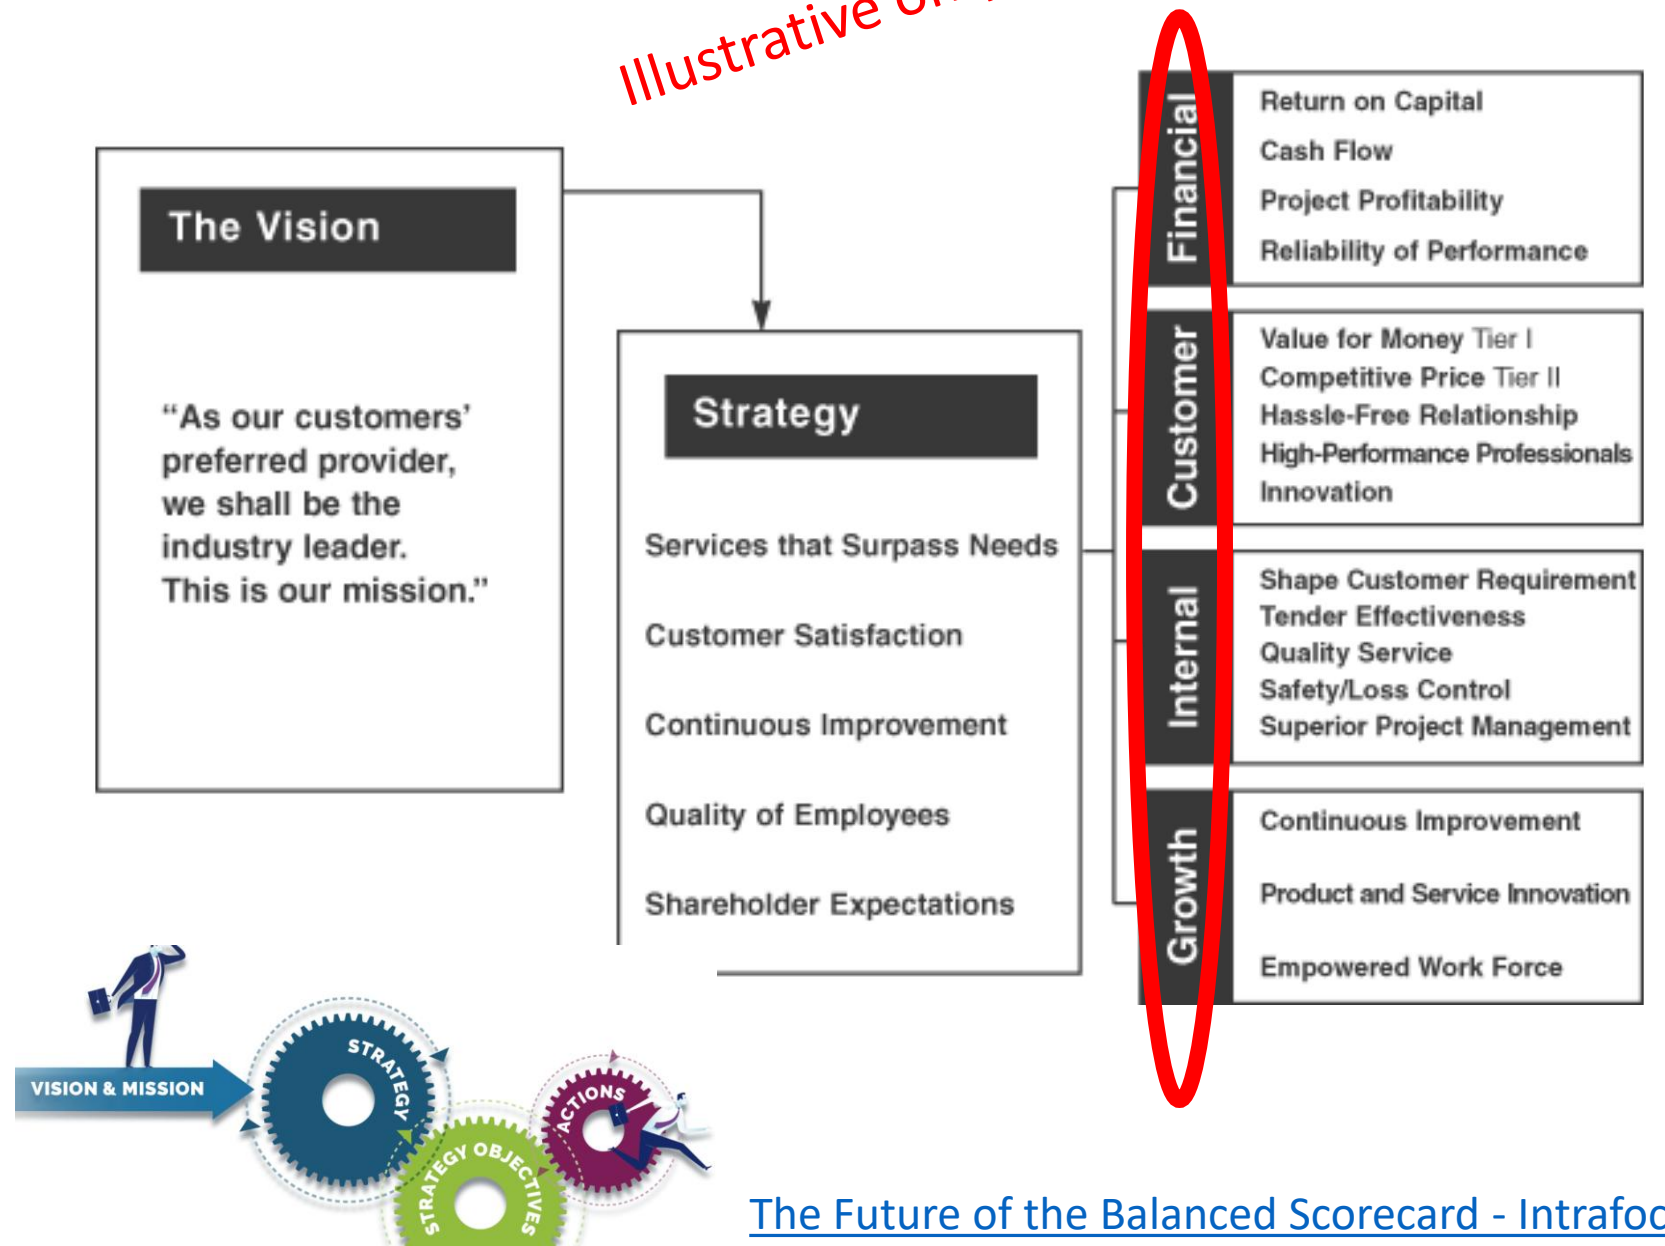 Illustrative
The Vision
“As our customers’
preferred provider,
we shall be the
industry leader.
This is our mission.”
Strategy
Services that Surpass Needs
Customer Satisfaction
Continuous Improvement
Quality of Employees
Shareholder Expectations
Financial
Return on Capital
Cash Flow
Project Profitability
Reliability of Performance
Customer
Value for Money Tier I
Competitive Price Tier II
Hassle-Free Relationship
High-Performance Professionals
Innovation
Internal
Shape Customer Requirement
Tender Effectiveness
Quality Service
Safety/Loss Control
Superior Project Management
Growth
Continuous Improvement
Product and Service Innovation
Empowered Work Force
VISION & MISSION
STRATEGY
STRATEGY OBJECTIVES
ACTIONS
The Future of the Balanced Scorecard - Intrafoc